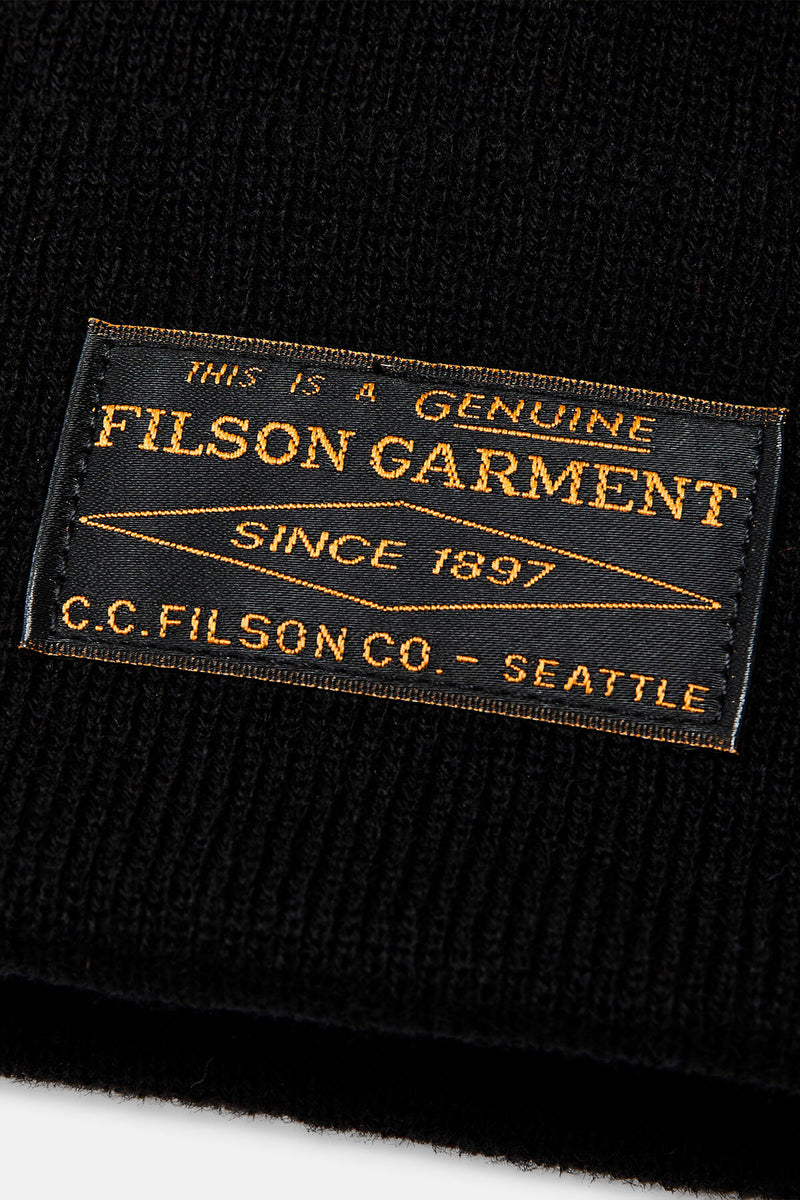 THIS IS A GENUINE
FILSON GARMENT
SINCE 1897
C.C. FILSON CO. - SEATTLE